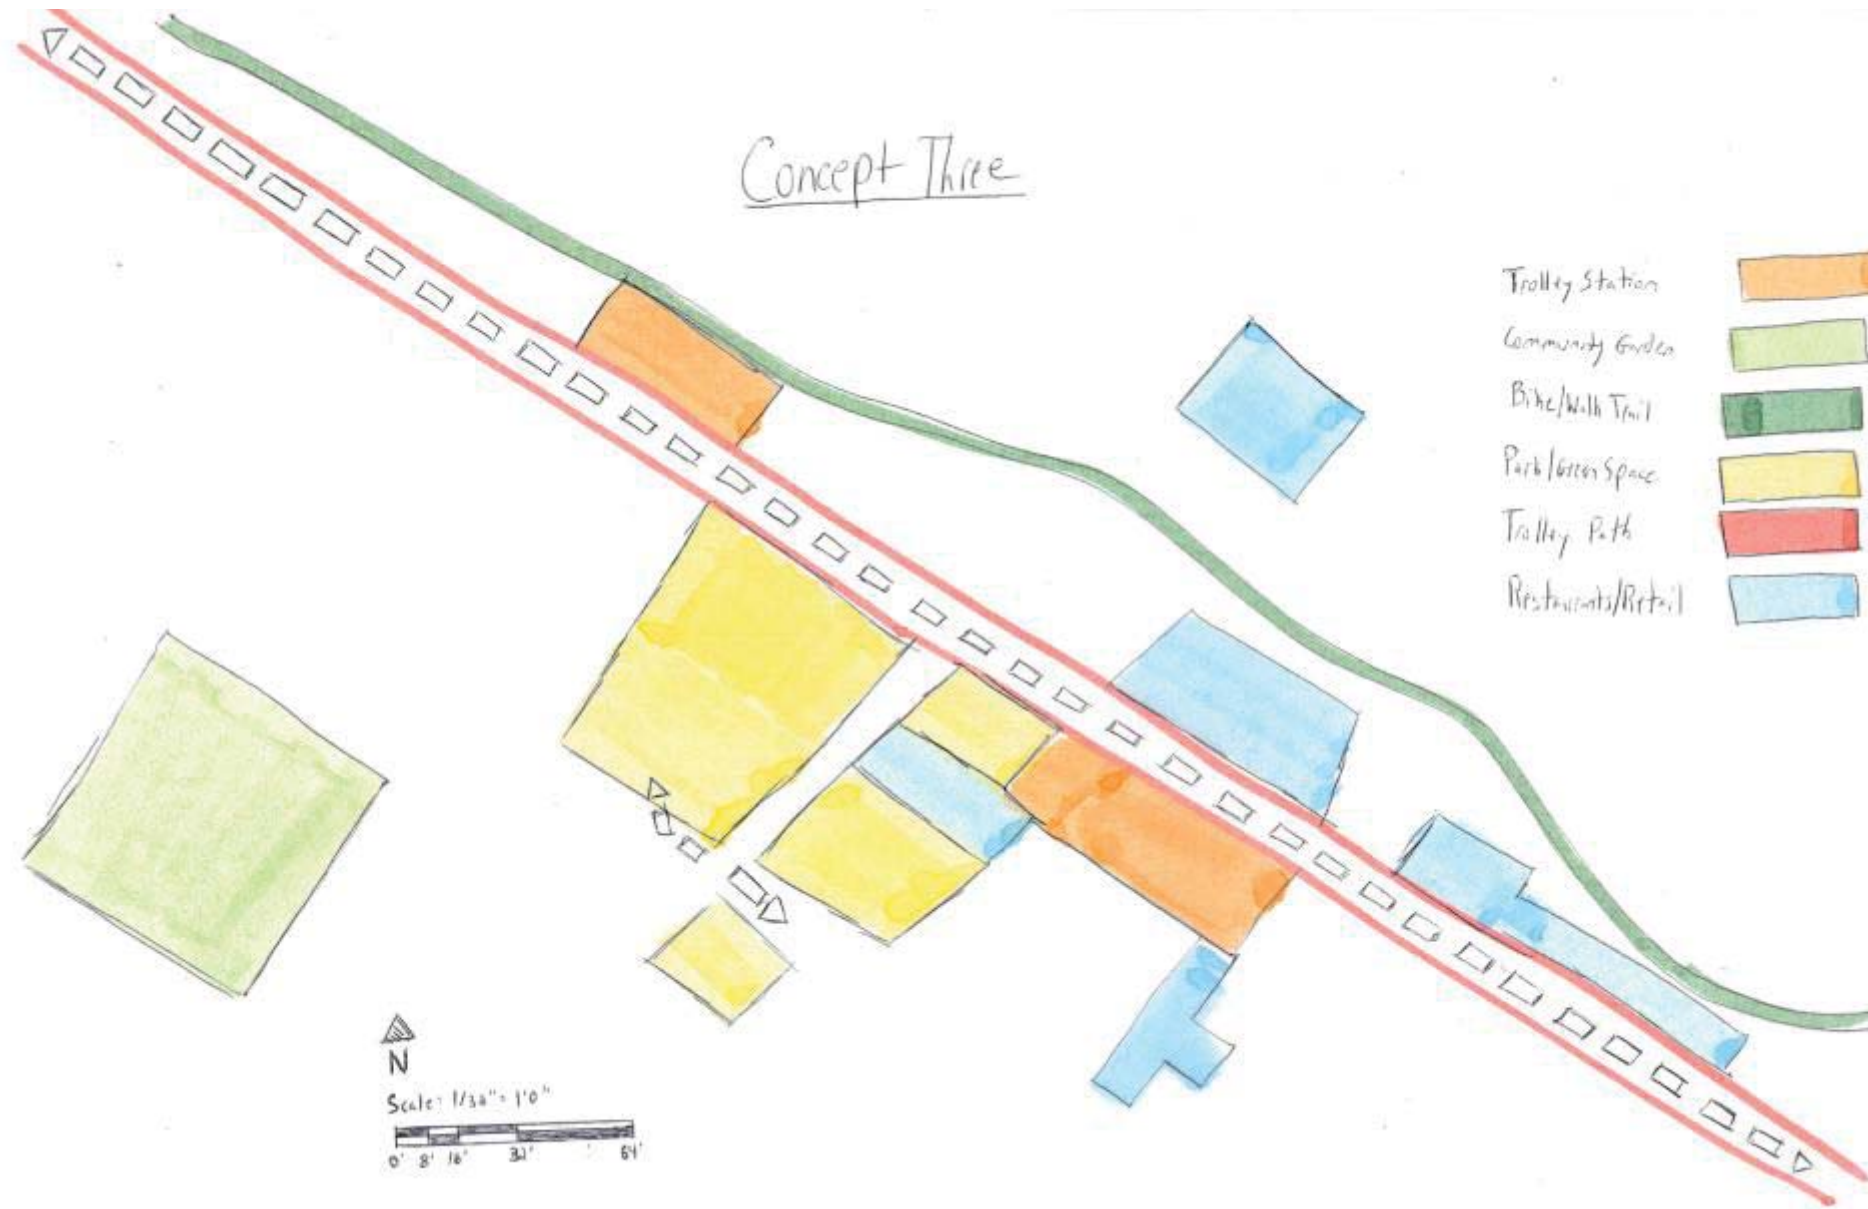 Concept Three
Trolley Station
Community Garden
Bike/Walk Trail
Park/Green Space
Trolley Path
Restaurants/Retail
N
Scale: 1/32" = 1'0"
0' 8' 16' 32' 64'